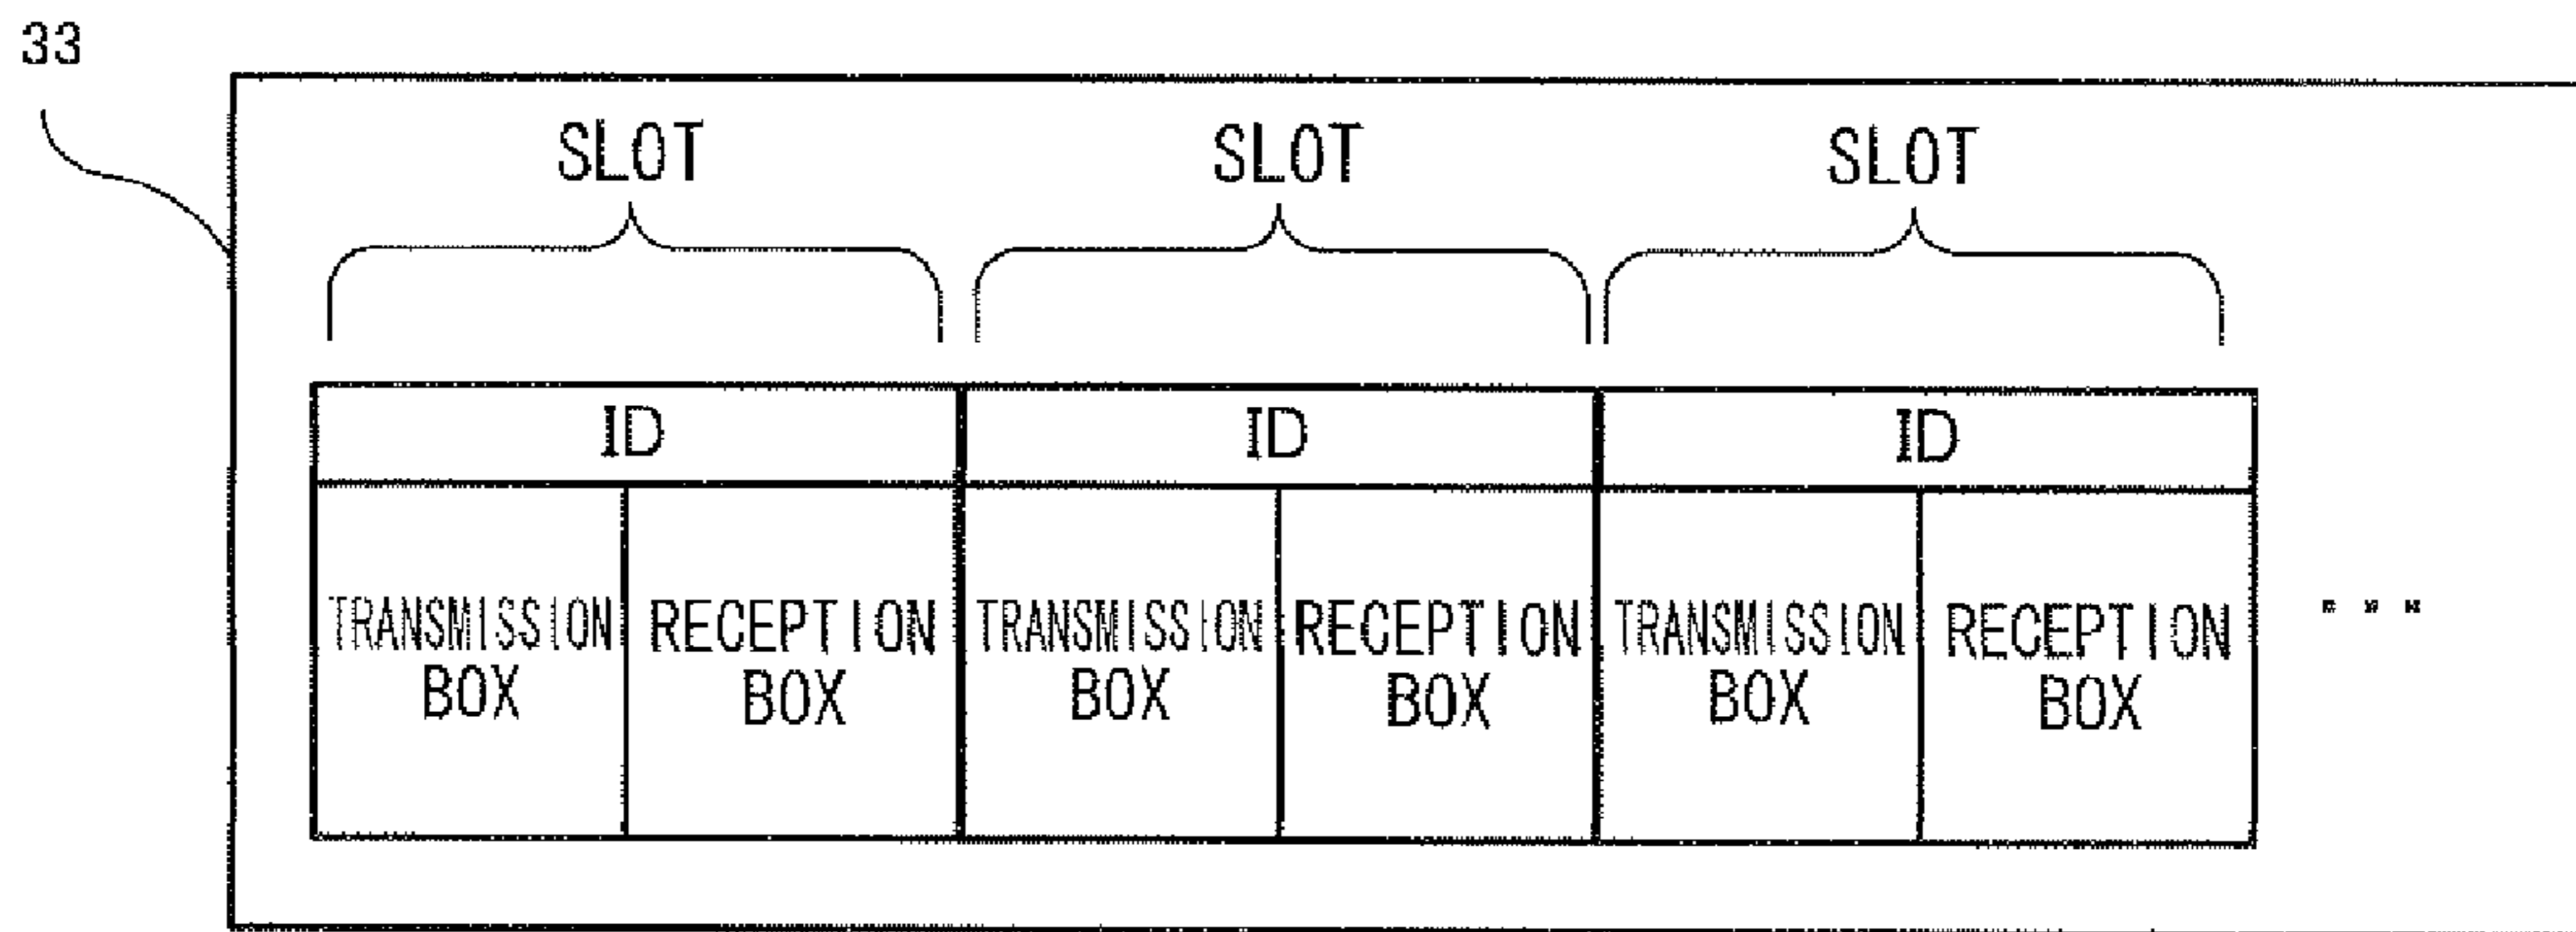 33
SLOT SLOT SLOT
ID ID ID
TRANSMISSION RECEPTION TRANSMISSION RECEPTION TRANSMISSION RECEPTION
BOX BOX BOX BOX BOX BOX
...